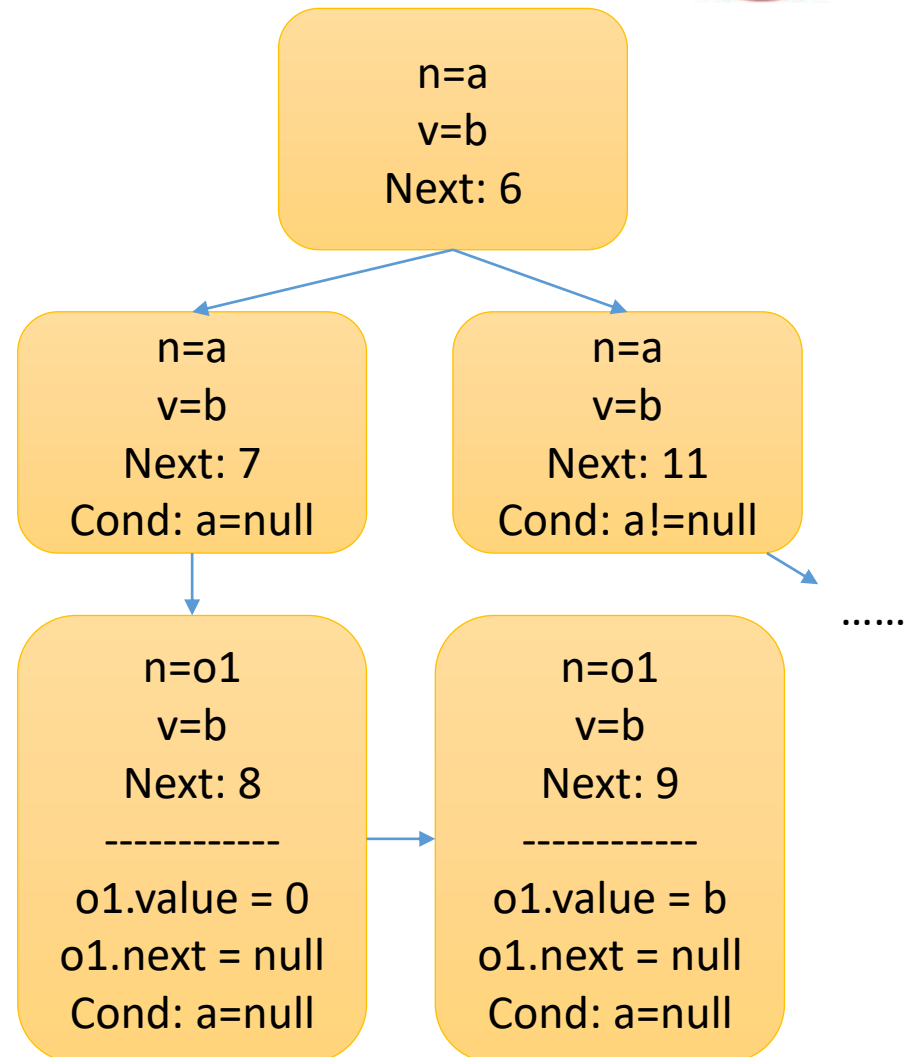 n=a
v=b
Next: 6
n=a
v=b
Next: 7
Cond: a=null
n=a
v=b
Next: 11
Cond: a!=null
……
n=o1
v=b
Next: 8
------------
o1.value = 0
o1.next = null
Cond: a=null
n=o1
v=b
Next: 9
------------
o1.value = b
o1.next = null
Cond: a=null